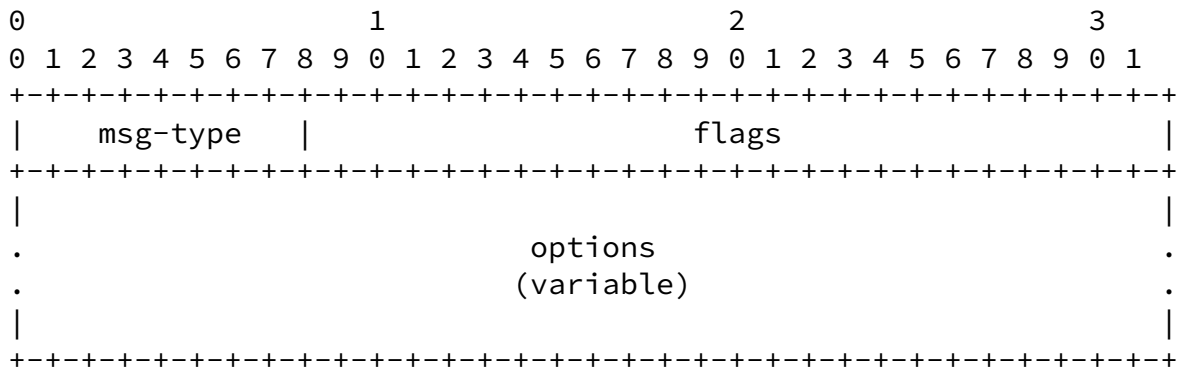 0                   1                   2                   3
0 1 2 3 4 5 6 7 8 9 0 1 2 3 4 5 6 7 8 9 0 1 2 3 4 5 6 7 8 9 0 1
+-+-+-+-+-+-+-+-+-+-+-+-+-+-+-+-+-+-+-+-+-+-+-+-+-+-+-+-+-+-+-+-+
|    msg-type   |                     flags                     |
+-+-+-+-+-+-+-+-+-+-+-+-+-+-+-+-+-+-+-+-+-+-+-+-+-+-+-+-+-+-+-+-+
|                                                               |
.                            options                            .
.                           (variable)                          .
|                                                               |
+-+-+-+-+-+-+-+-+-+-+-+-+-+-+-+-+-+-+-+-+-+-+-+-+-+-+-+-+-+-+-+-+